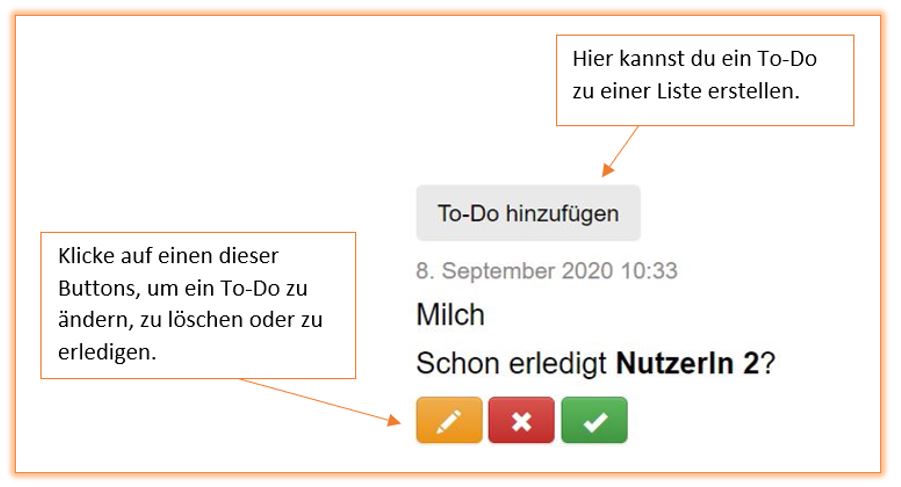 Hier kannst du ein To-Do
zu einer Liste erstellen.
To-Do hinzufügen
Klicke auf einen dieser
Buttons, um ein To-Do zu
ändern, zu löschen oder zu
erledigen.
8. September 2020 10:33
Milch
Schon erledigt NutzerIn 2?